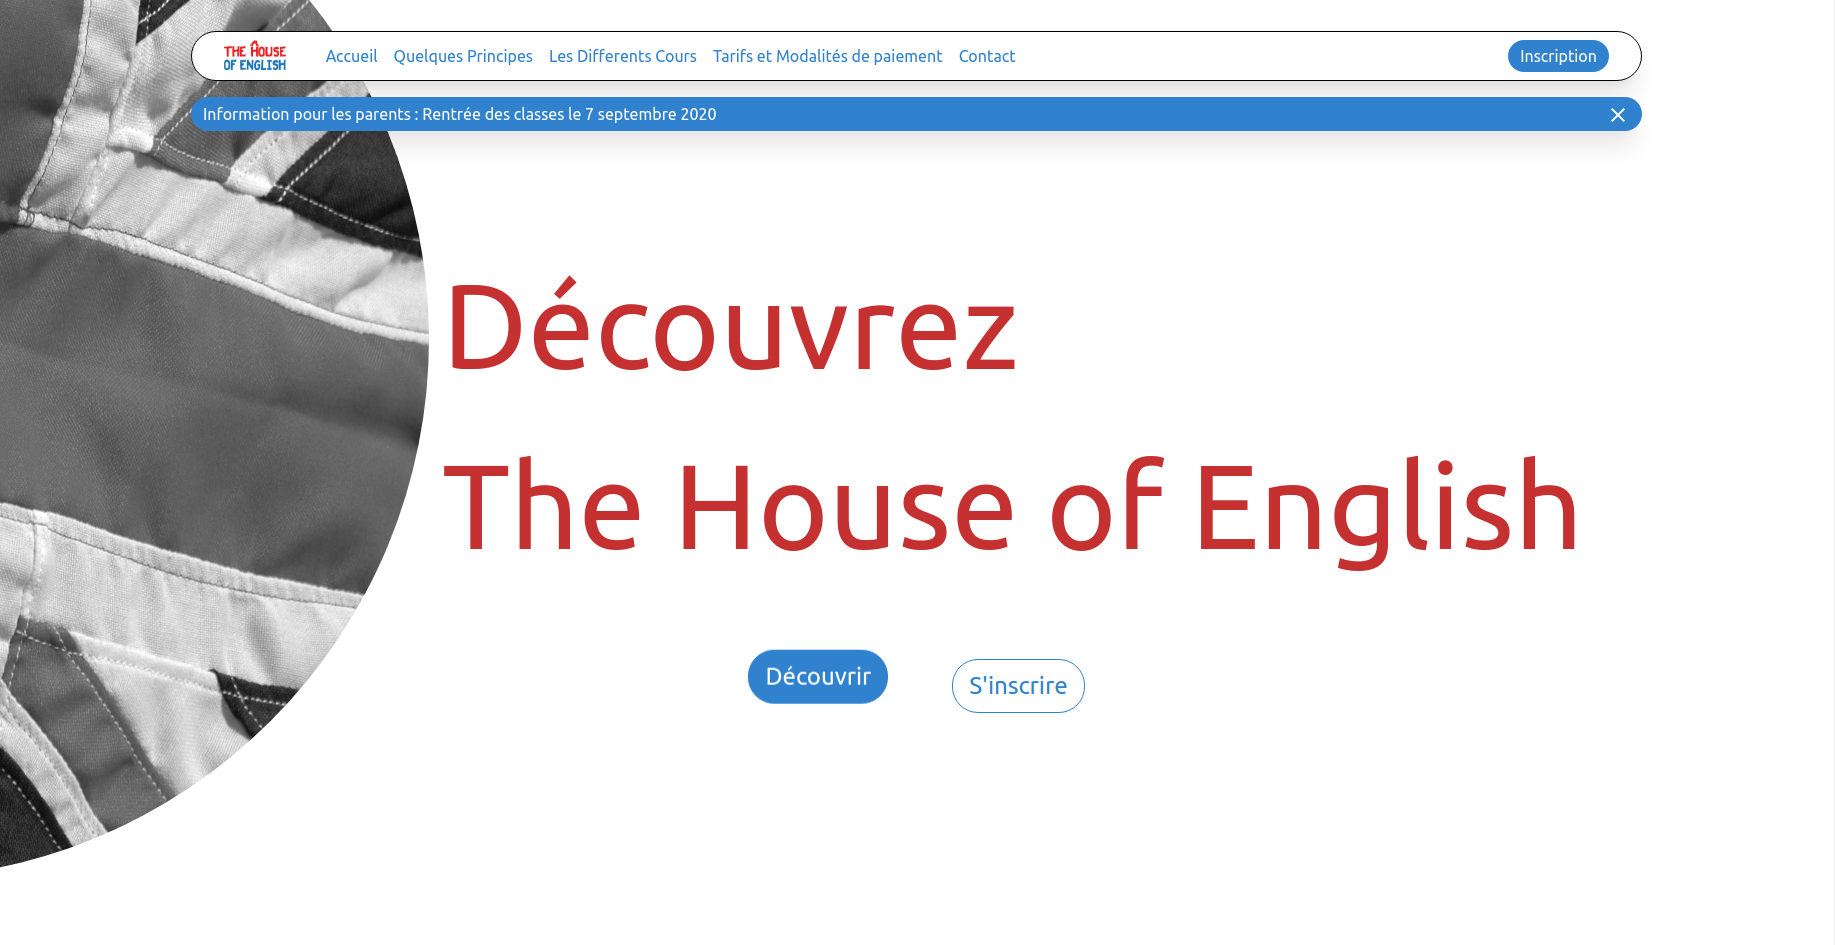 THE HOUSE
OF ENGLISH
Accueil Quelques Principes Les Differents Cours Tarifs et Modalités de paiement Contact Inscription
Information pour les parents : Rentrée des classes le 7 septembre 2020
Découvrez
The House of English
Découvrir S'inscrire